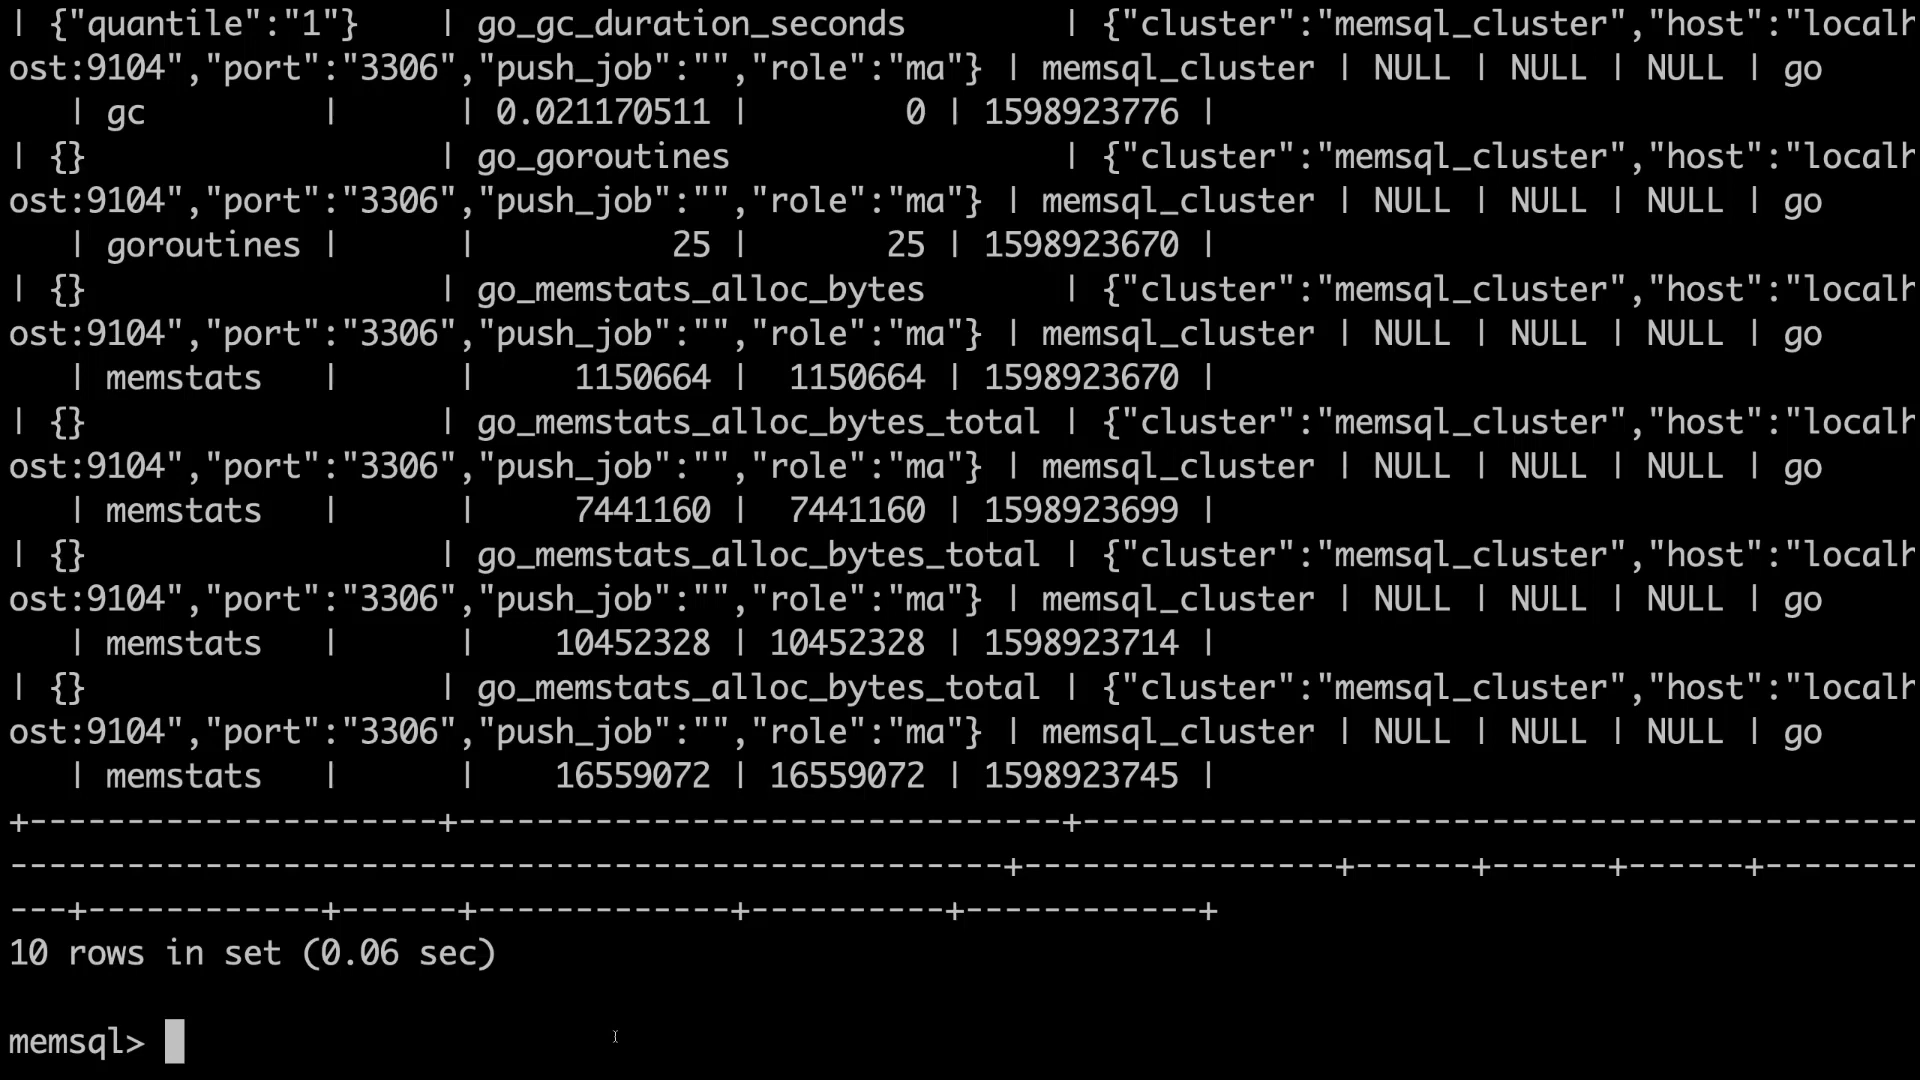 | {"quantile":"1"}    | go_gc_duration_seconds        | {"cluster":"memsql_cluster","host":"localh
ost:9104","port":"3306","push_job":"","role":"ma"} | memsql_cluster | NULL | NULL | NULL | go
   | gc         |      | 0.021170511 |        0 | 1598923776 |
| {}                  | go_goroutines                 | {"cluster":"memsql_cluster","host":"localh
ost:9104","port":"3306","push_job":"","role":"ma"} | memsql_cluster | NULL | NULL | NULL | go
   | goroutines |      |          25 |       25 | 1598923670 |
| {}                  | go_memstats_alloc_bytes       | {"cluster":"memsql_cluster","host":"localh
ost:9104","port":"3306","push_job":"","role":"ma"} | memsql_cluster | NULL | NULL | NULL | go
   | memstats   |      |     1150664 |  1150664 | 1598923670 |
| {}                  | go_memstats_alloc_bytes_total | {"cluster":"memsql_cluster","host":"localh
ost:9104","port":"3306","push_job":"","role":"ma"} | memsql_cluster | NULL | NULL | NULL | go
   | memstats   |      |     7441160 |  7441160 | 1598923699 |
| {}                  | go_memstats_alloc_bytes_total | {"cluster":"memsql_cluster","host":"localh
ost:9104","port":"3306","push_job":"","role":"ma"} | memsql_cluster | NULL | NULL | NULL | go
   | memstats   |      |    10452328 | 10452328 | 1598923714 |
| {}                  | go_memstats_alloc_bytes_total | {"cluster":"memsql_cluster","host":"localh
ost:9104","port":"3306","push_job":"","role":"ma"} | memsql_cluster | NULL | NULL | NULL | go
   | memstats   |      |    16559072 | 16559072 | 1598923745 |
+---------------------+-------------------------------+-------------------------------------------
---------------------------------------------------+----------------+------+------+------+--------
---+------------+------+-------------+----------+------------+
10 rows in set (0.06 sec)
memsql>